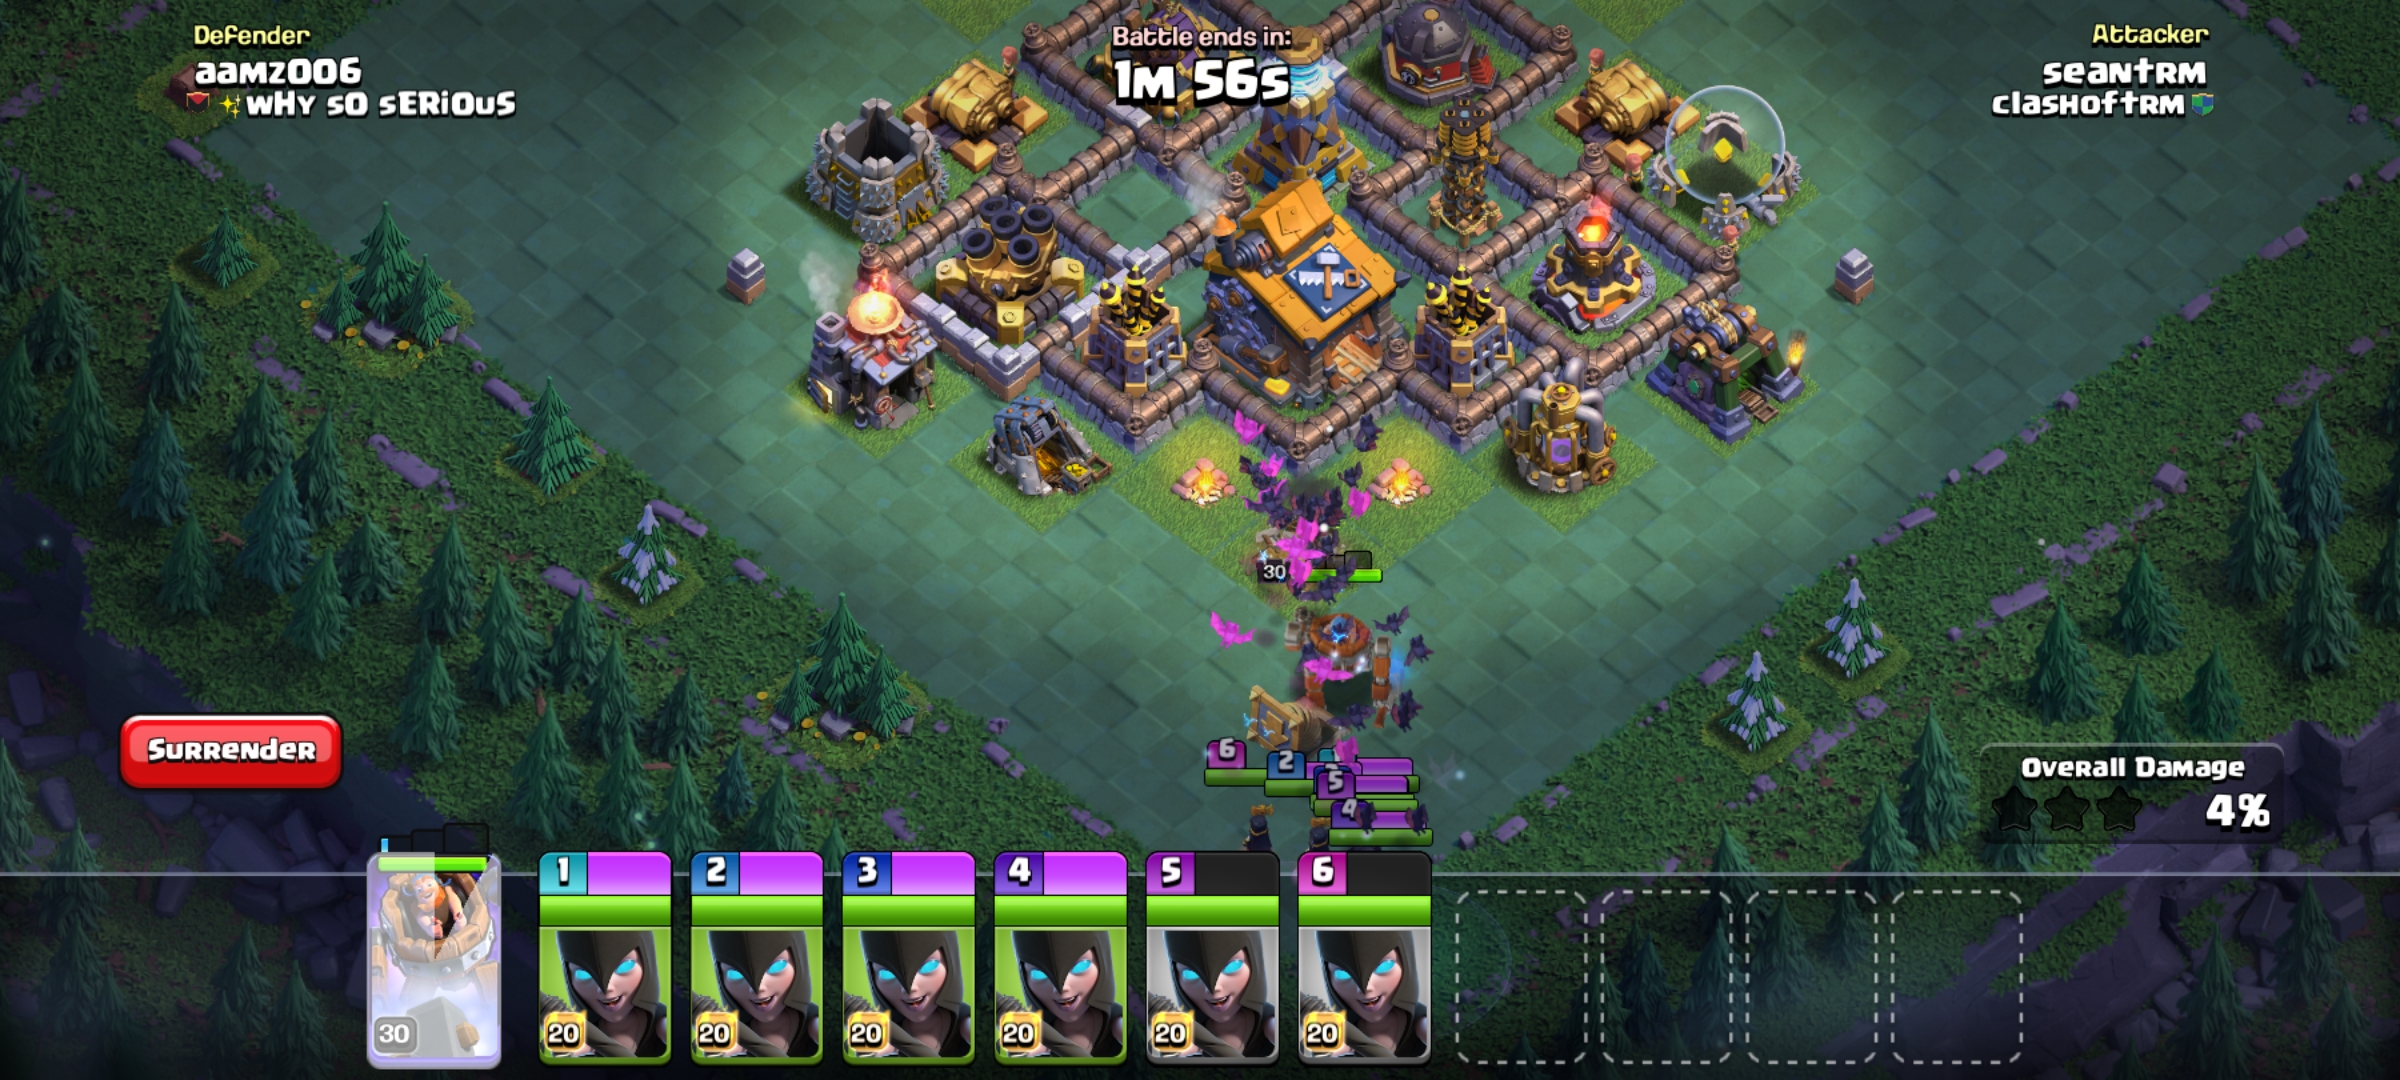 Defender
aamz006
wHy sO sERiOuS
Battle ends in:
1M 56s
Attacker
seantRM
clashoftRM
30
6
2
5
4
Surrender
Overall Damage
4%
1
2
3
4
5
6
30
20
20
20
20
20
20